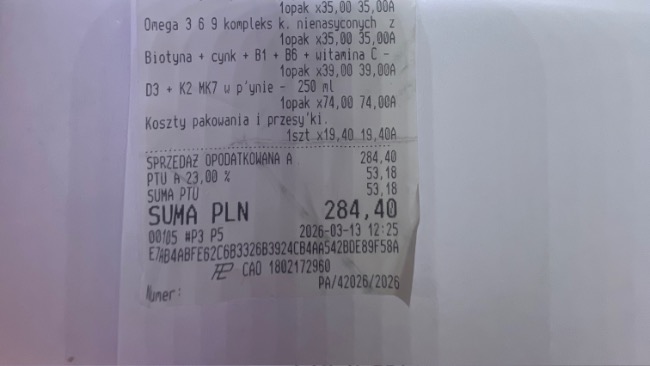 1opak x35,00 35,00A
Omega 3 6 9 kompleks k. nienasyconych z
1opak x35,00 35,00A
Biotyna + cynk + B1 + B6 + witamina C -
1opak x39,00 39,00A
D3 + K2 MK7 w p'ynie - 250 ml
1opak x74,00 74,00A
Koszty pakowania i przesy'ki.
1szt x19,40 19,40A
SPRZEDAŻ OPODATKOWANA A 284,40
PTU A 23,00 % 53,18
SUMA PTU 53,18
SUMA PLN 284,40
00105 #P3 P5 2026-03-13 12:25
E7AB4ABFE62C6B3326B3924CB4AA542BDE89F58A
CAO 1802172960
Numer: PA/42026/2026